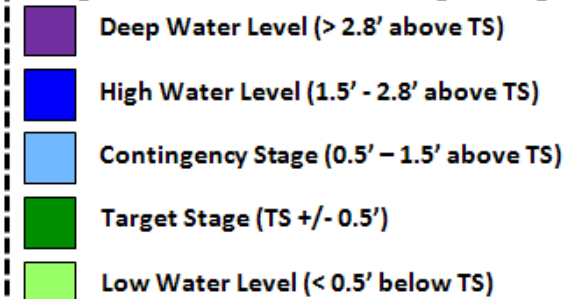 Deep Water Level (> 2.8’ above TS)
High Water Level (1.5’ - 2.8’ above TS)
Contingency Stage (0.5’ – 1.5’ above TS)
Target Stage (TS +/- 0.5’)
Low Water Level (< 0.5’ below TS)